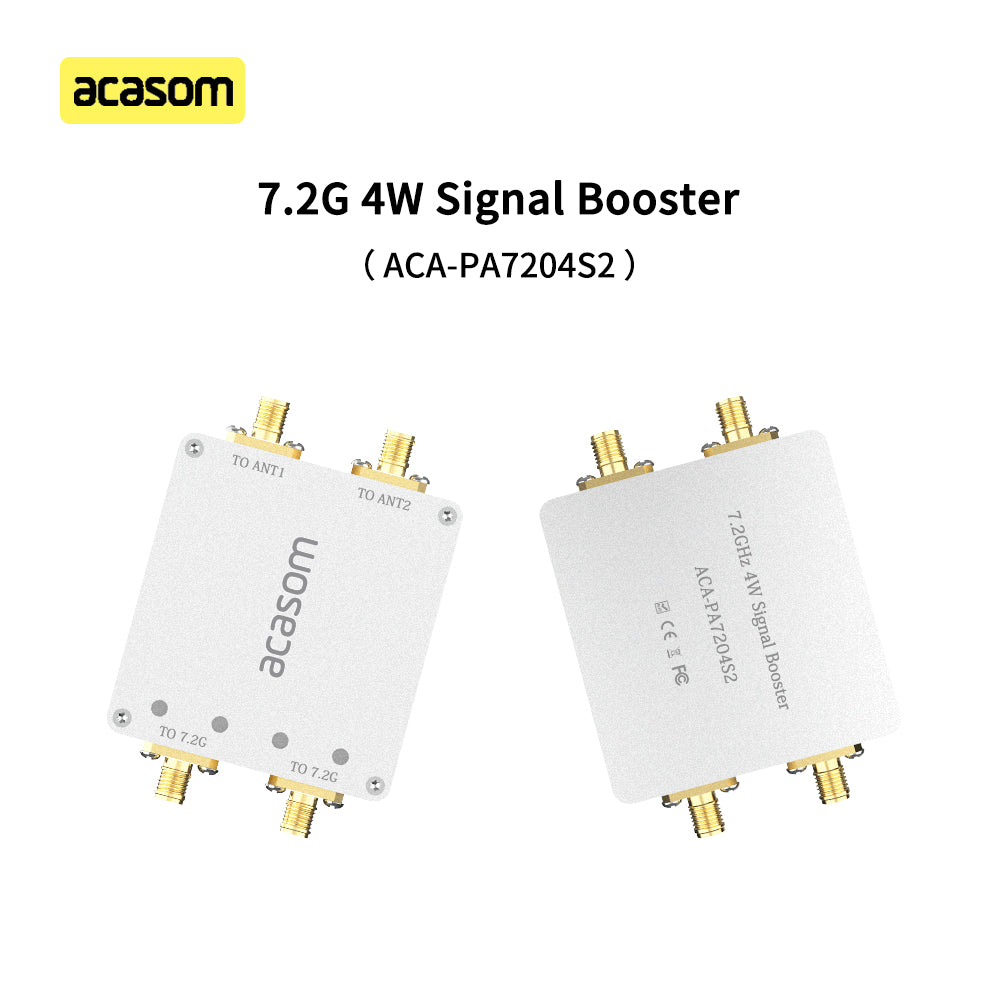 acasom
7.2G 4W Signal Booster
( ACA-PA7204S2 )
TO ANT1
TO ANT2
acasom
TO 7.2G
TO 7.2G
7.2GHz 4W Signal Booster
ACA-PA7204S2
CE
FC